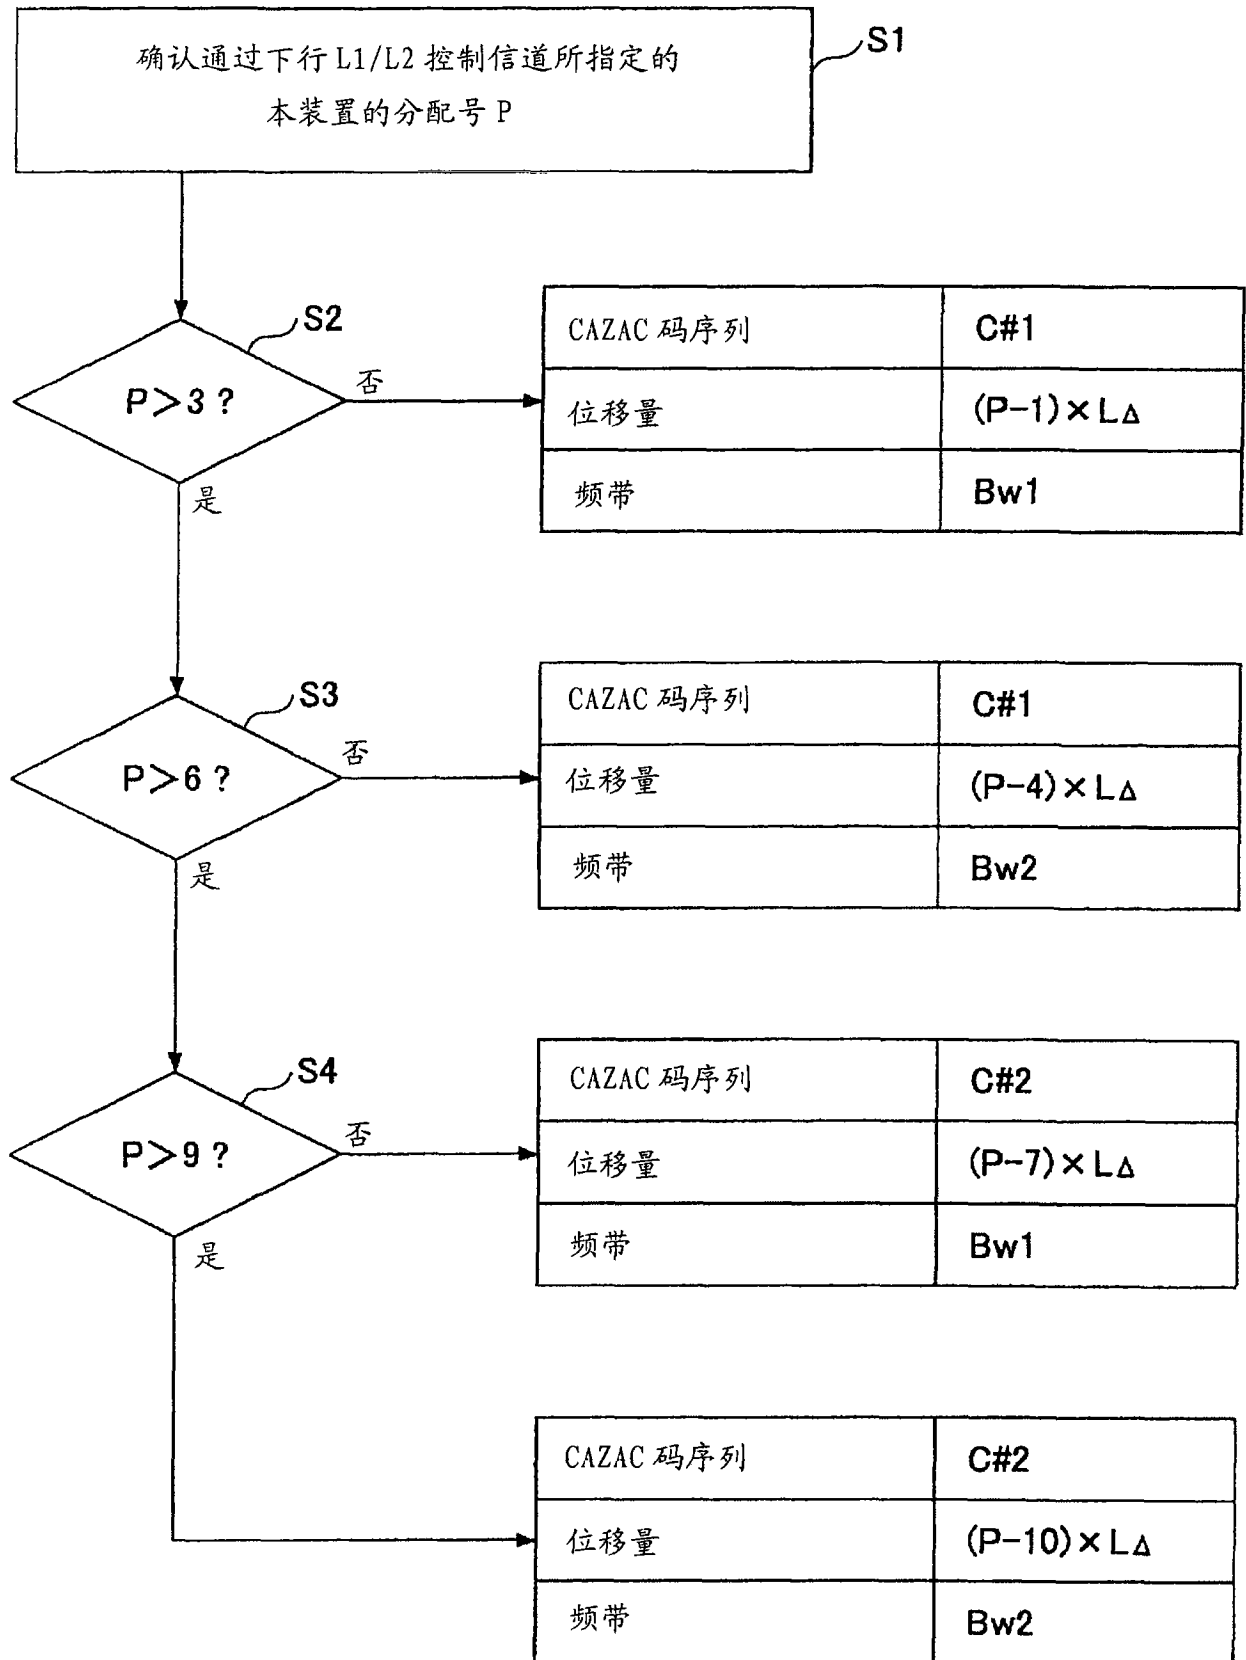 确认通过下行 L1/L2 控制信道所指定的
本装置的分配号 P
S1
S2
P>3?
否
是
CAZAC 码序列 C#1
位移量 (P-1)×LΔ
频带 Bw1
S3
P>6?
否
是
CAZAC 码序列 C#1
位移量 (P-4)×LΔ
频带 Bw2
S4
P>9?
否
是
CAZAC 码序列 C#2
位移量 (P-7)×LΔ
频带 Bw1
CAZAC 码序列 C#2
位移量 (P-10)×LΔ
频带 Bw2